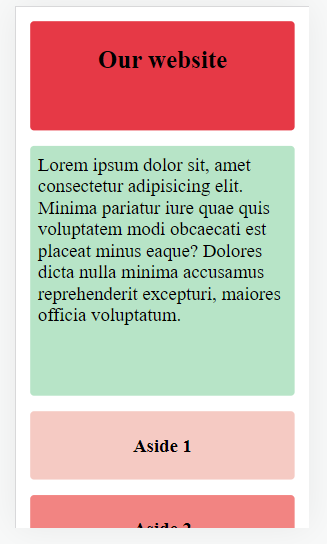 Our website
Lorem ipsum dolor sit, amet
consectetur adipisicing elit.
Minima pariatur iure quae quis
voluptatem modi obcaecati est
placeat minus eaque? Dolores
dicta nulla minima accusamus
reprehenderit excepturi, maiores
officia voluptatum.
Aside 1
Aside 2